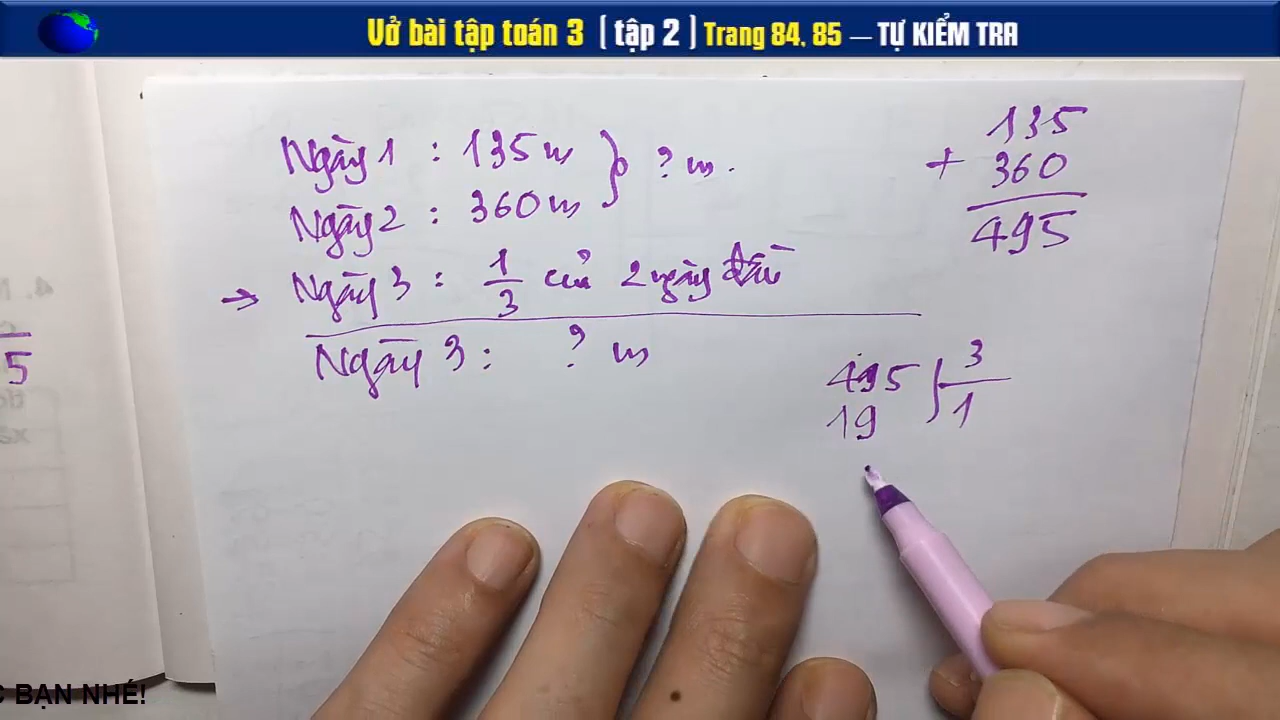 Vở bài tập toán 3 ( tập 2 ) Trang 84, 85 – TỰ KIỂM TRA
Ngày 1 : 135 m } ? m.
Ngày 2 : 360 m
→ Ngày 3 : 1/3 của 2 ngày đầu
Ngày 3 : ? m
135
+ 360
495
495 3
19 1
5
4.
C BẠN NHÉ!